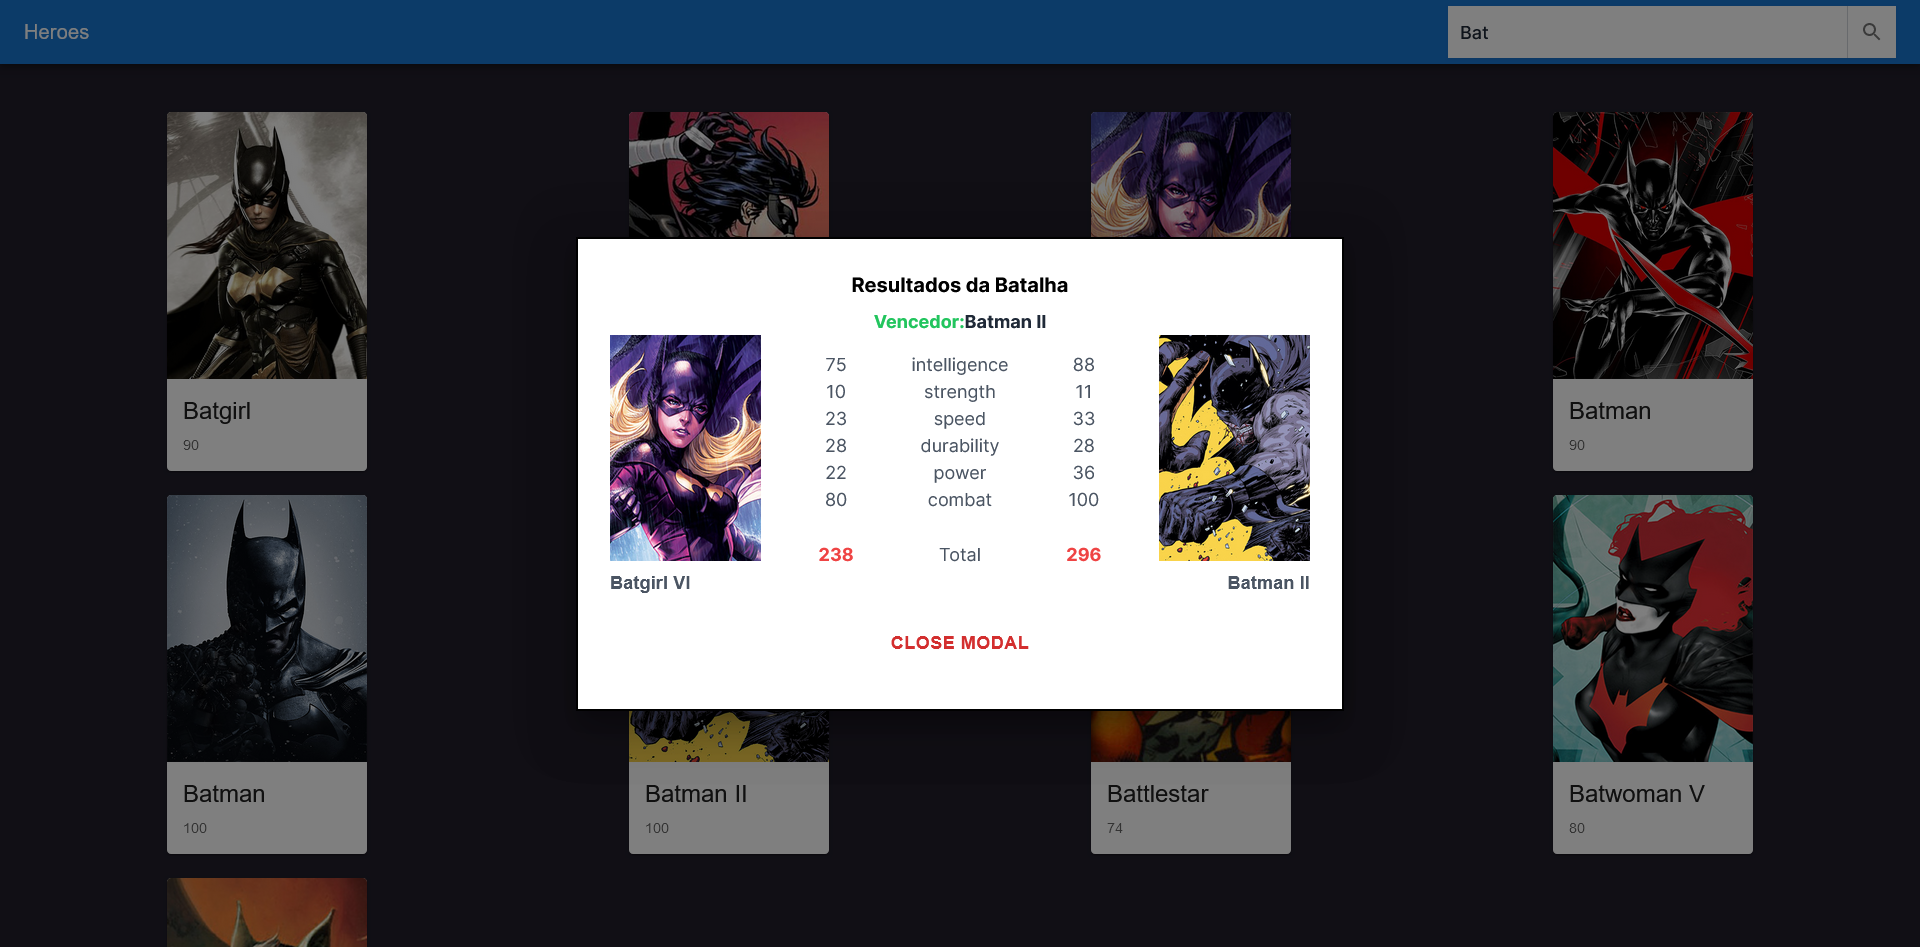 Heroes
Bat
Resultados da Batalha
Vencedor:Batman II
75 intelligence 88
10 strength 11
23 speed 33
28 durability 28
22 power 36
80 combat 100
238 Total 296
Batgirl VI Batman II
CLOSE MODAL
Batgirl
90
Batman
90
Batman
100
Batman II
100
Battlestar
74
Batwoman V
80